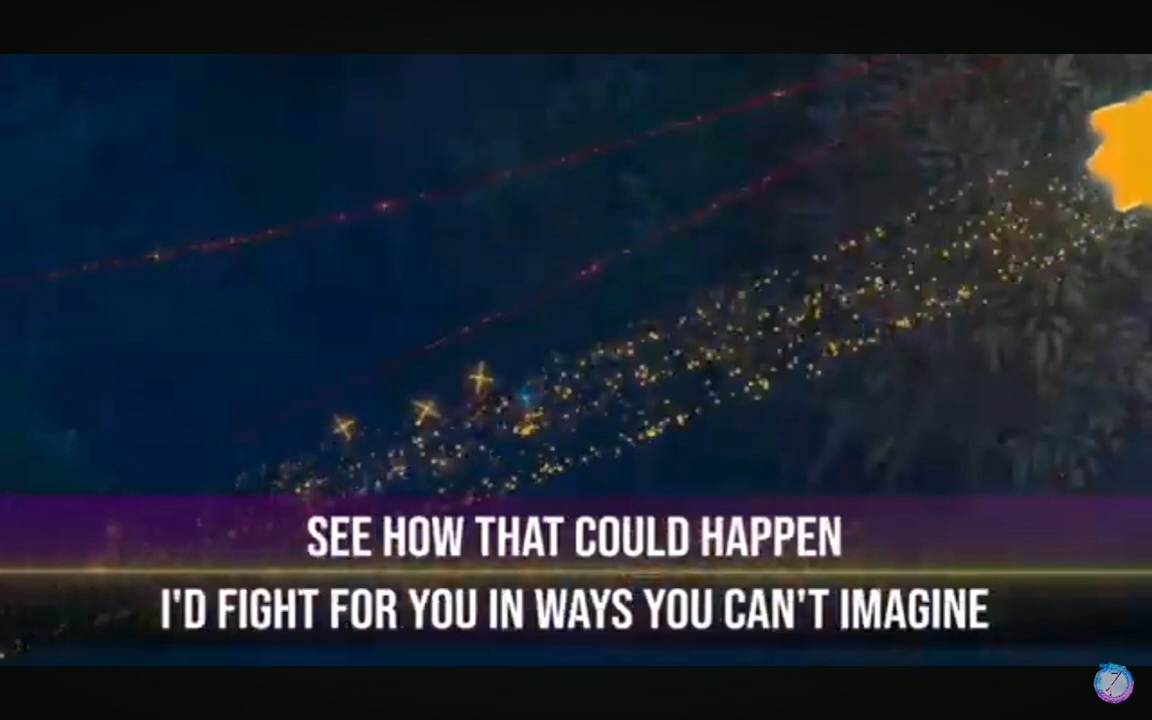 SEE HOW THAT COULD HAPPEN
I'D FIGHT FOR YOU IN WAYS YOU CAN'T IMAGINE